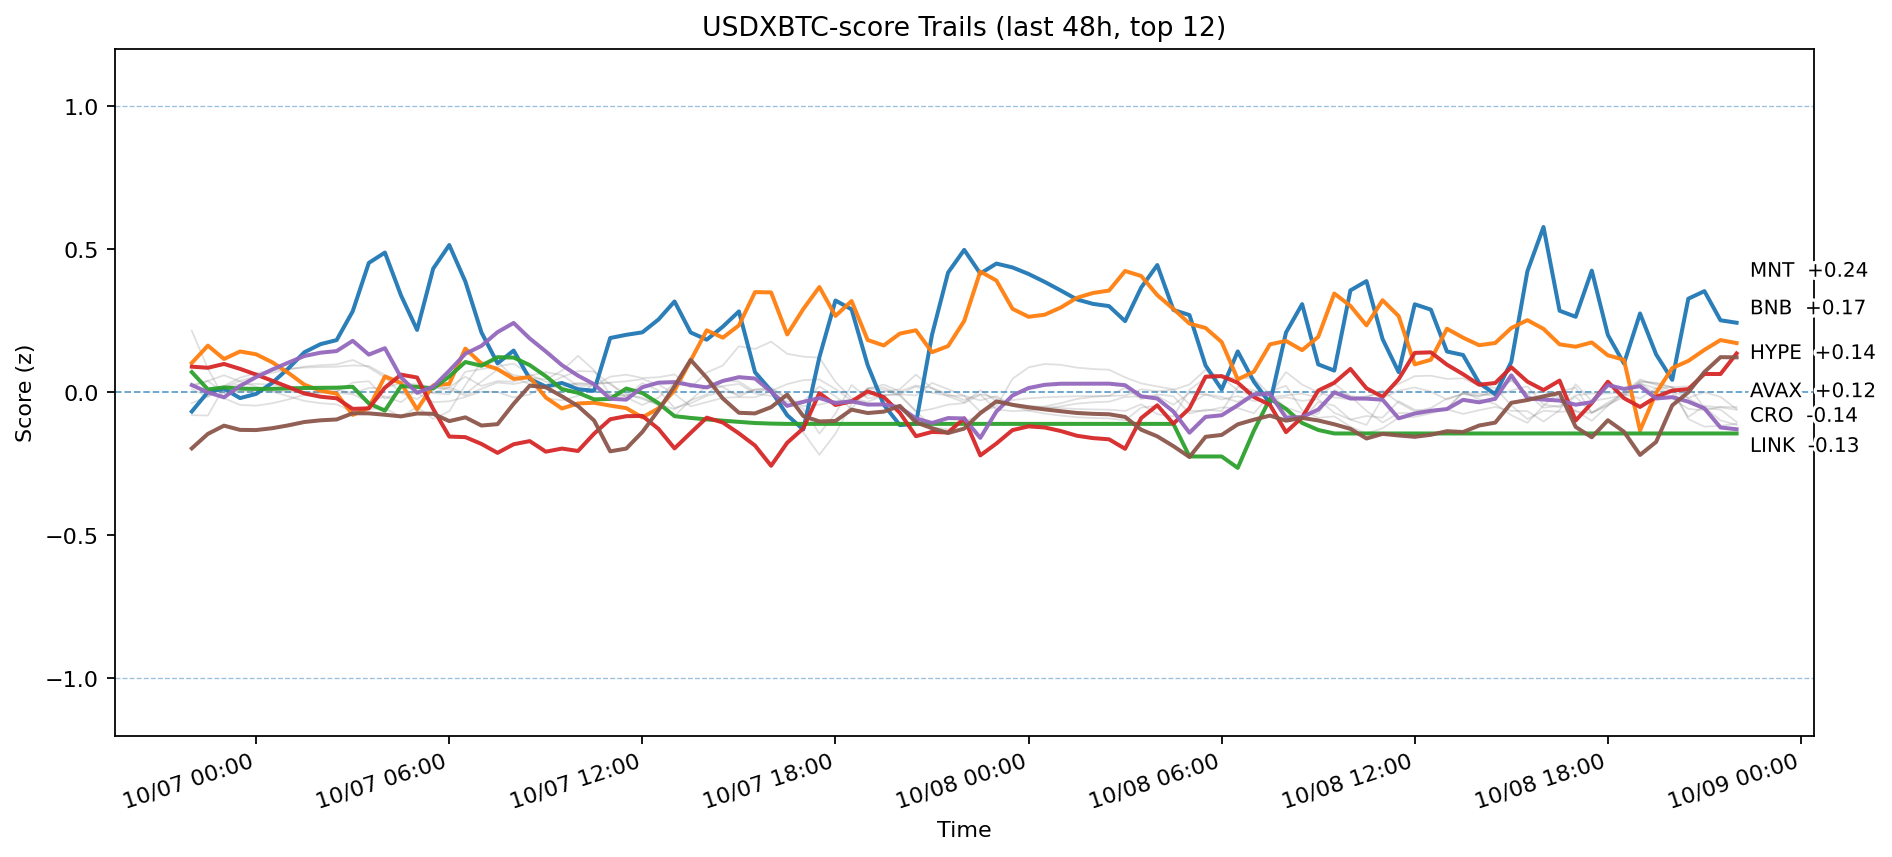 USDXBTC-score Trails (last 48h, top 12)
Score (z)
1.0
0.5
0.0
−0.5
−1.0
MNT +0.24
BNB +0.17
HYPE +0.14
AVAX +0.12
CRO -0.14
LINK -0.13
10/07 00:00
10/07 06:00
10/07 12:00
10/07 18:00
10/08 00:00
10/08 06:00
10/08 12:00
10/08 18:00
10/09 00:00
Time